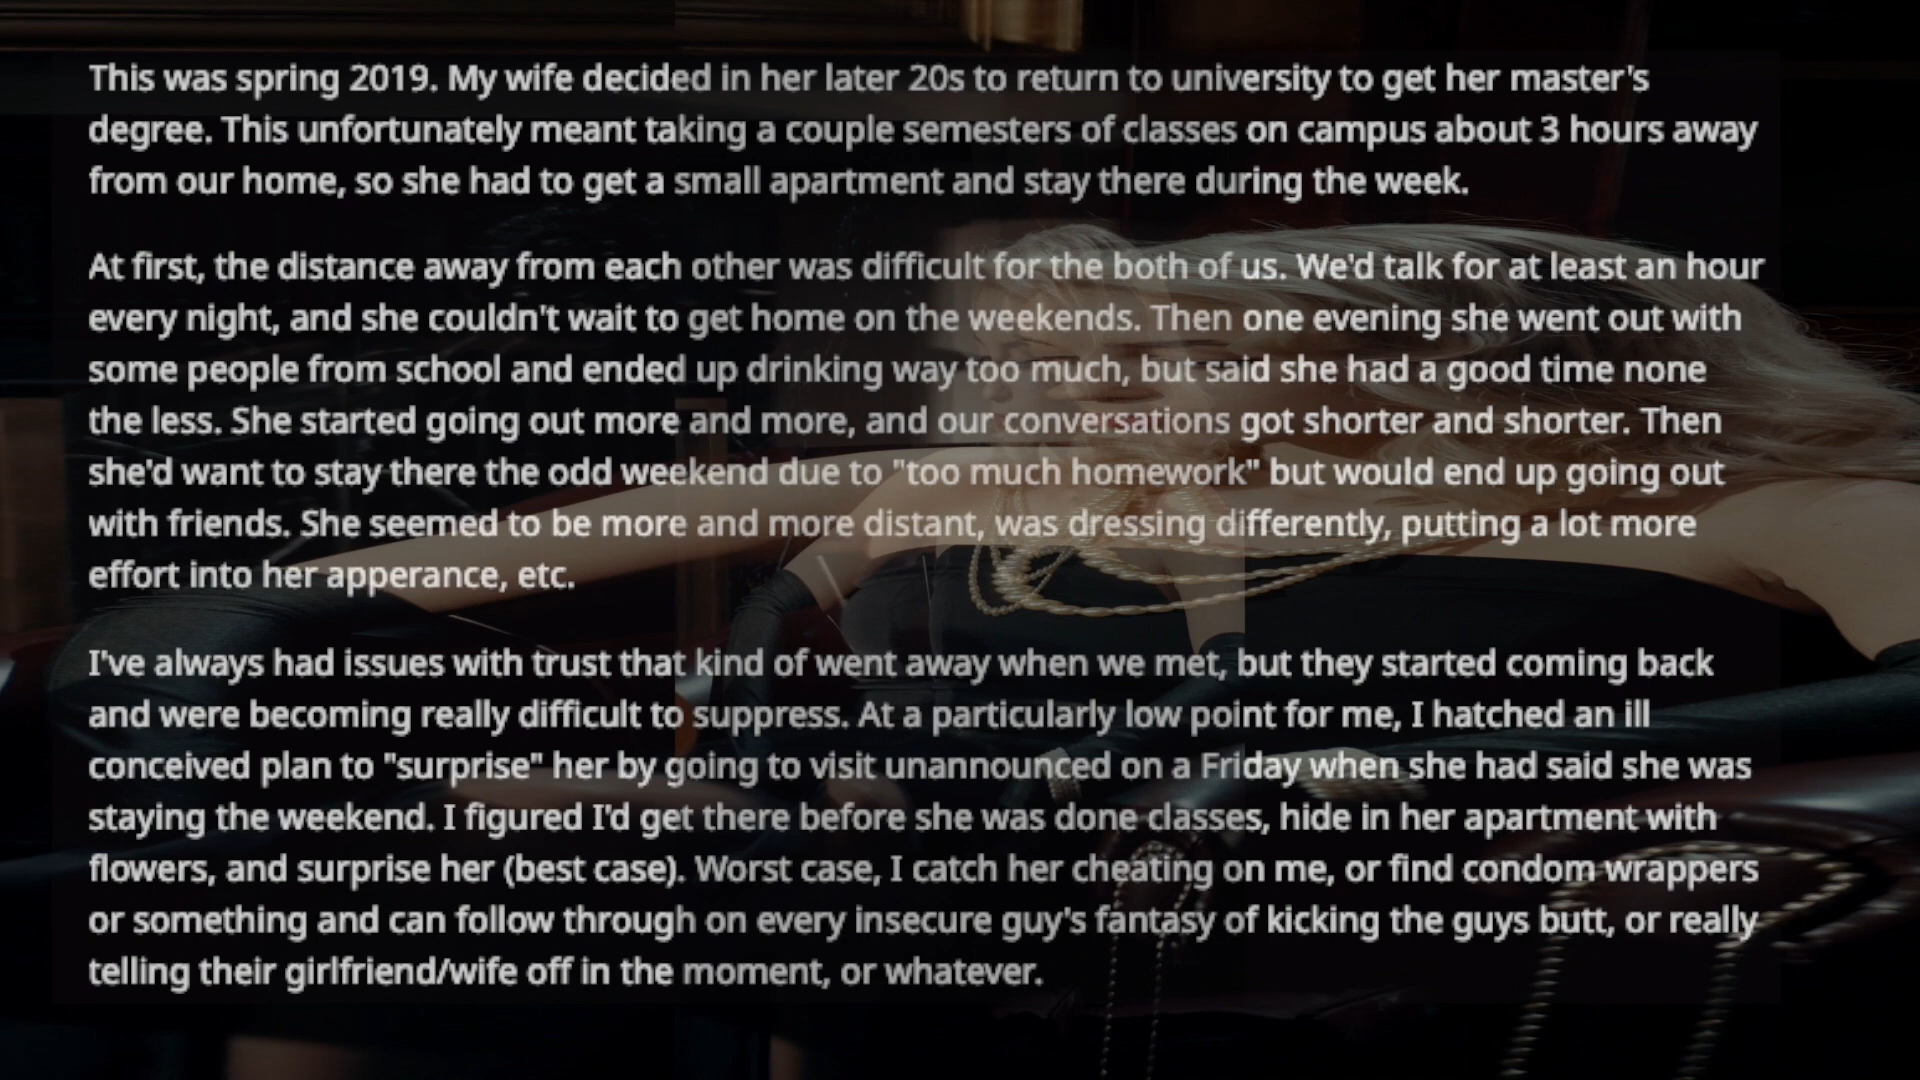 This was spring 2019. My wife decided in her later 20s to return to university to get her master's
degree. This unfortunately meant taking a couple semesters of classes on campus about 3 hours away
from our home, so she had to get a small apartment and stay there during the week.
At first, the distance away from each other was difficult for the both of us. We'd talk for at least an hour
every night, and she couldn't wait to get home on the weekends. Then one evening she went out with
some people from school and ended up drinking way too much, but said she had a good time none
the less. She started going out more and more, and our conversations got shorter and shorter. Then
she'd want to stay there the odd weekend due to "too much homework" but would end up going out
with friends. She seemed to be more and more distant, was dressing differently, putting a lot more
effort into her apperance, etc.
I've always had issues with trust that kind of went away when we met, but they started coming back
and were becoming really difficult to suppress. At a particularly low point for me, I hatched an ill
conceived plan to "surprise" her by going to visit unannounced on a Friday when she had said she was
staying the weekend. I figured I'd get there before she was done classes, hide in her apartment with
flowers, and surprise her (best case). Worst case, I catch her cheating on me, or find condom wrappers
or something and can follow through on every insecure guy's fantasy of kicking the guys butt, or really
telling their girlfriend/wife off in the moment, or whatever.